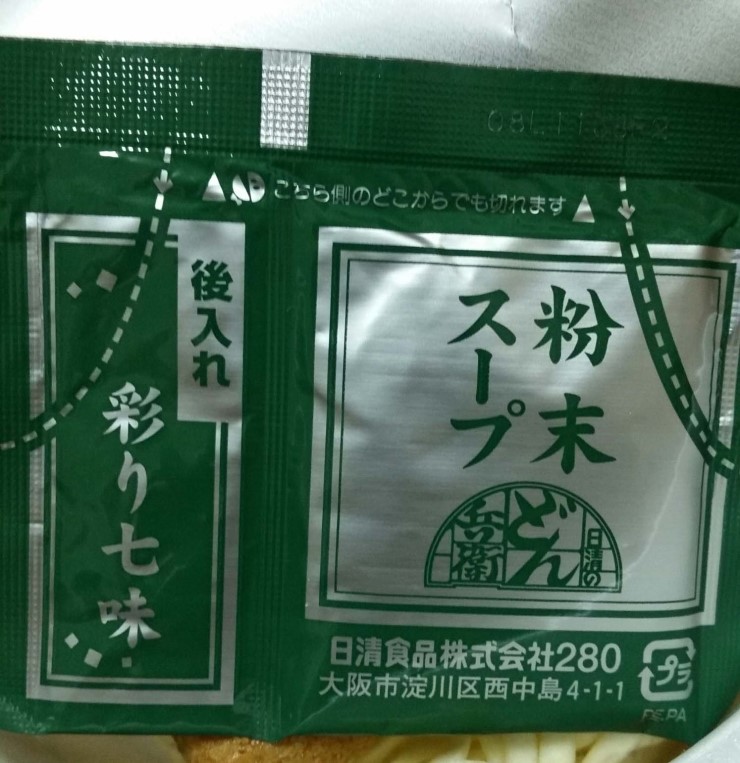 こちら側のどこからでも切れます
後入れ
彩り七味
粉末
スープ
日清の
どん
兵衛
日清食品株式会社280
大阪市淀川区西中島4-1-1
プラ
PE,PA